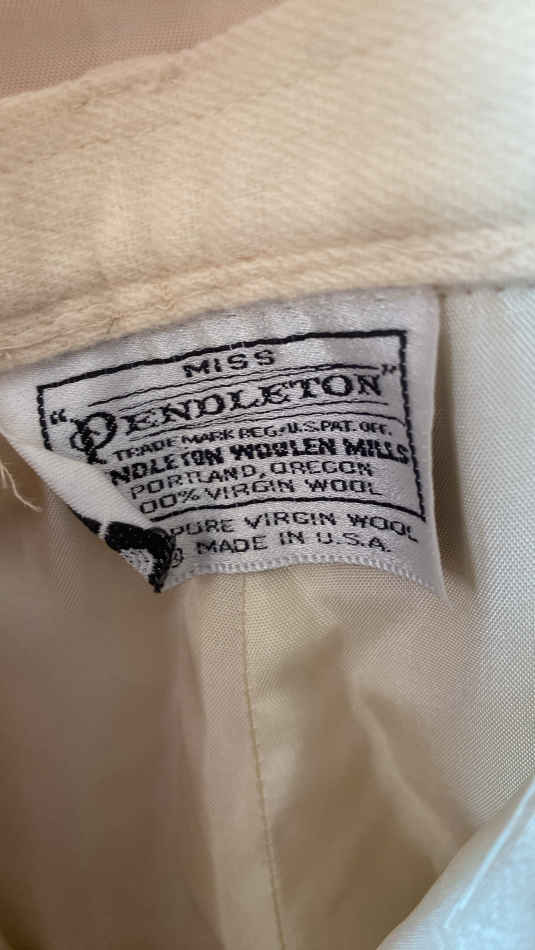 MISS
"PENDLETON"
TRADE MARK REG. U.S. PAT. OFF.
NDLETON WOOLEN MILLS
PORTLAND, OREGON
00% VIRGIN WOOL
PURE VIRGIN WOOL
® MADE IN U.S.A.